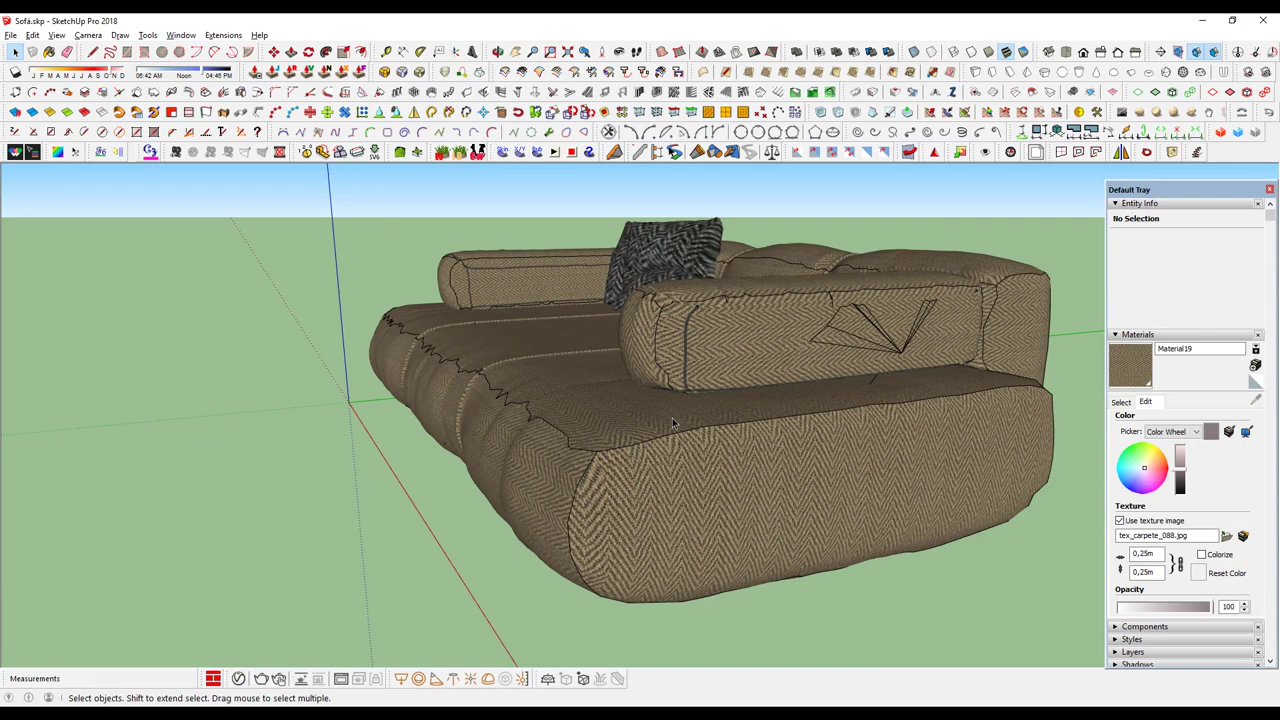 Sofá.skp - SketchUp Pro 2018
File Edit View Camera Draw Tools Window Extensions Help
J F M A M J J A S O N D 06:42 AM Noon 04:46 PM
Default Tray
Entity Info
No Selection
Materials
Material19
Select Edit
Color
Picker: Color Wheel
Texture
Use texture image
tex_carpete_088.jpg
0,25m Colorize
0,25m Reset Color
Opacity
100
Components
Styles
Layers
Shadows
Measurements
Select objects. Shift to extend select. Drag mouse to select multiple.